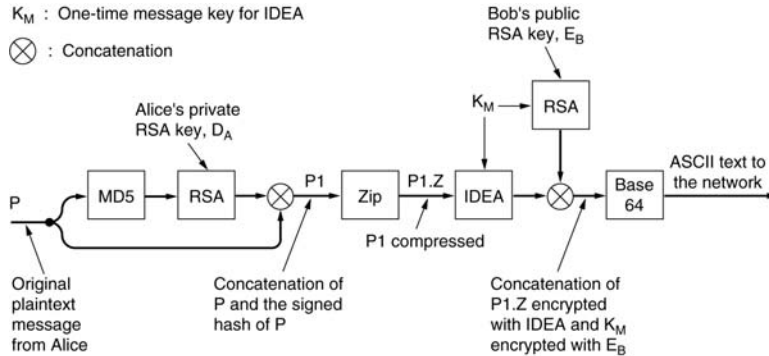 K_M : One-time message key for IDEA
⊗ : Concatenation
Bob's public
RSA key, E_B
Alice's private
RSA key, D_A
K_M
RSA
P
MD5
RSA
P1
Zip
P1.Z
IDEA
Base
64
ASCII text to
the network
P1 compressed
Original
plaintext
message
from Alice
Concatenation of
P and the signed
hash of P
Concatenation of
P1.Z encrypted
with IDEA and K_M
encrypted with E_B